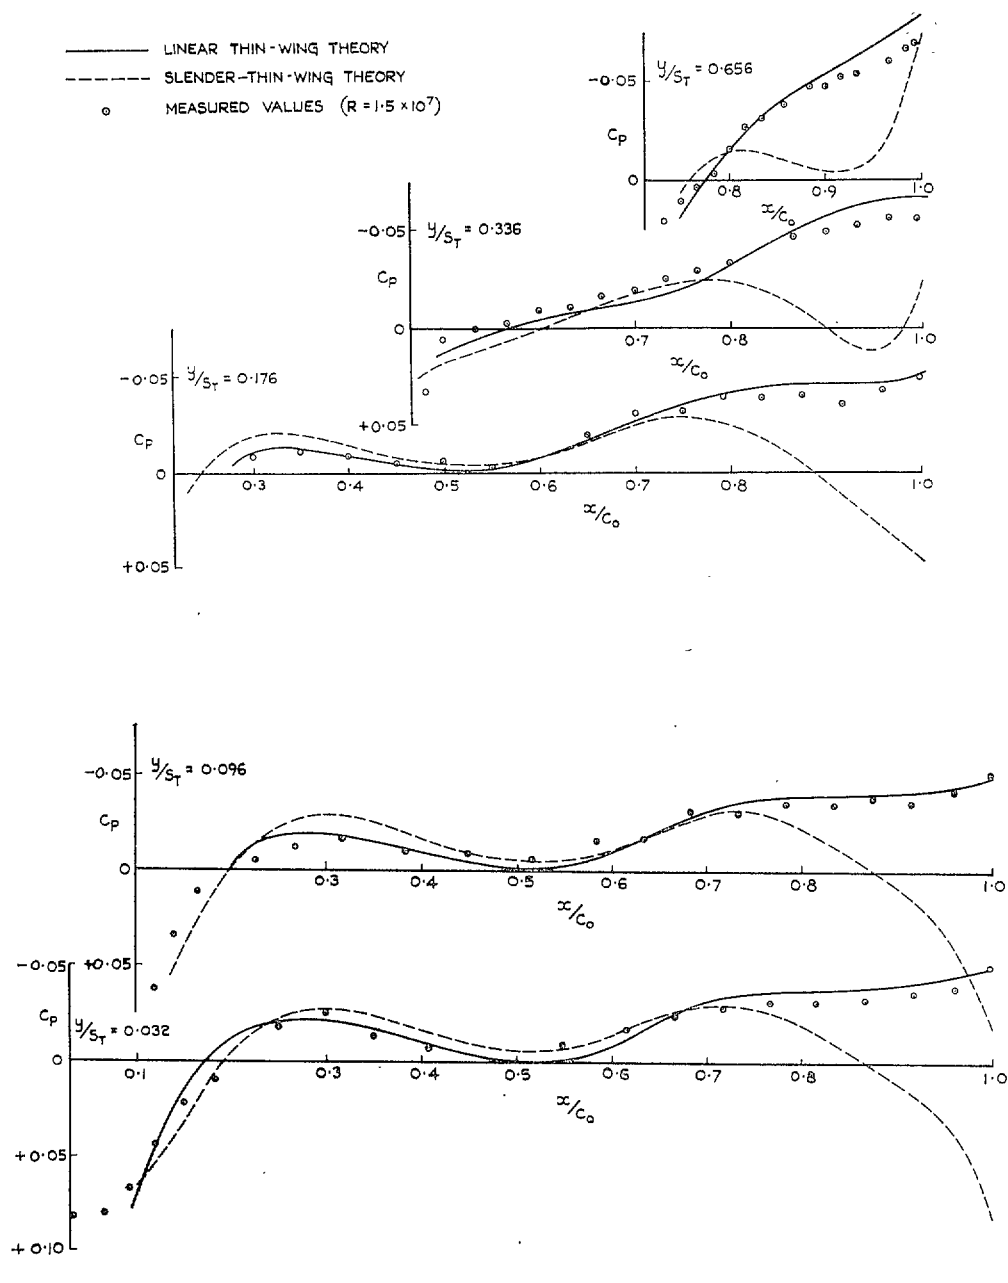 LINEAR THIN-WING THEORY
SLENDER-THIN-WING THEORY
MEASURED VALUES (R = 1.5 × 10⁷)
-0.05
y/S_T = 0.656
C_P
0
0.8
0.9
1.0
x/c₀
-0.05
y/S_T = 0.336
C_P
0
0.7
0.8
1.0
x/c₀
+0.05
-0.05
y/S_T = 0.176
C_P
0
0.3
0.4
0.5
0.6
0.7
0.8
1.0
x/c₀
+0.05
-0.05
y/S_T = 0.096
C_P
0
0.3
0.4
0.5
0.6
0.7
0.8
1.0
x/c₀
+0.05
-0.05
C_P
y/S_T = 0.032
0
0.1
0.3
0.4
0.5
0.6
0.7
0.8
1.0
x/c₀
+0.05
+0.10